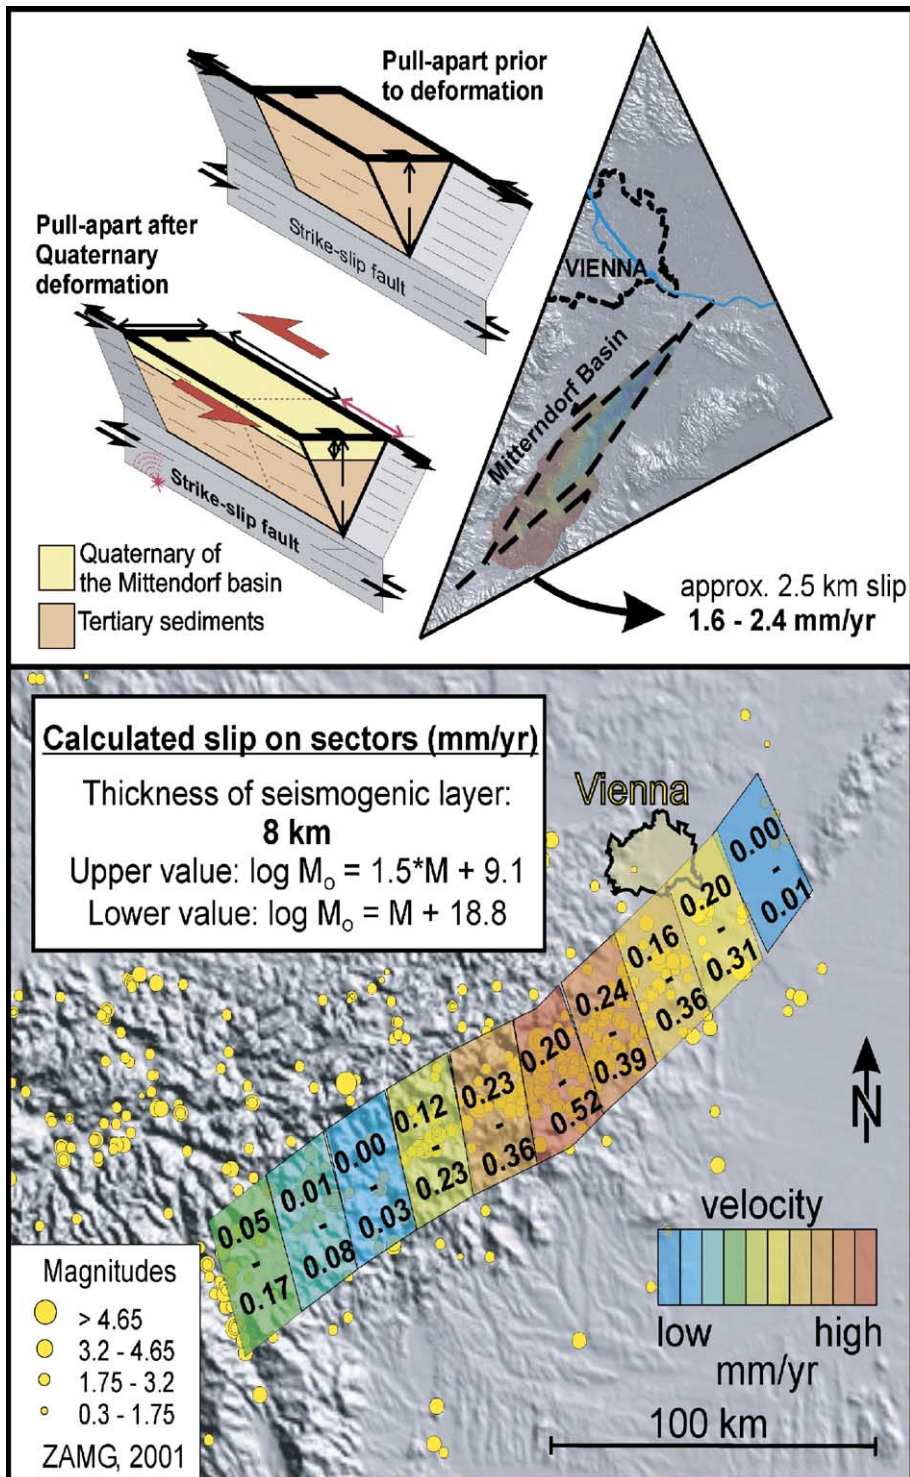 Pull-apart prior
to deformation
Strike-slip fault
Pull-apart after
Quaternary
deformation
Strike-slip fault
VIENNA
Mitterndorf Basin
Quaternary of
the Mittendorf basin
Tertiary sediments
approx. 2.5 km slip
1.6 - 2.4 mm/yr
Calculated slip on sectors (mm/yr)
Thickness of seismogenic layer:
8 km
Upper value: log Mo = 1.5*M + 9.1
Lower value: log Mo = M + 18.8
Vienna
0.05
-
0.17
0.01
-
0.08
0.00
-
0.03
0.12
-
0.23
0.23
-
0.36
0.20
-
0.52
0.24
-
0.39
0.16
-
0.36
0.20
-
0.31
0.00
-
0.01
N
Magnitudes
> 4.65
3.2 - 4.65
1.75 - 3.2
0.3 - 1.75
ZAMG, 2001
velocity
low high
mm/yr
100 km